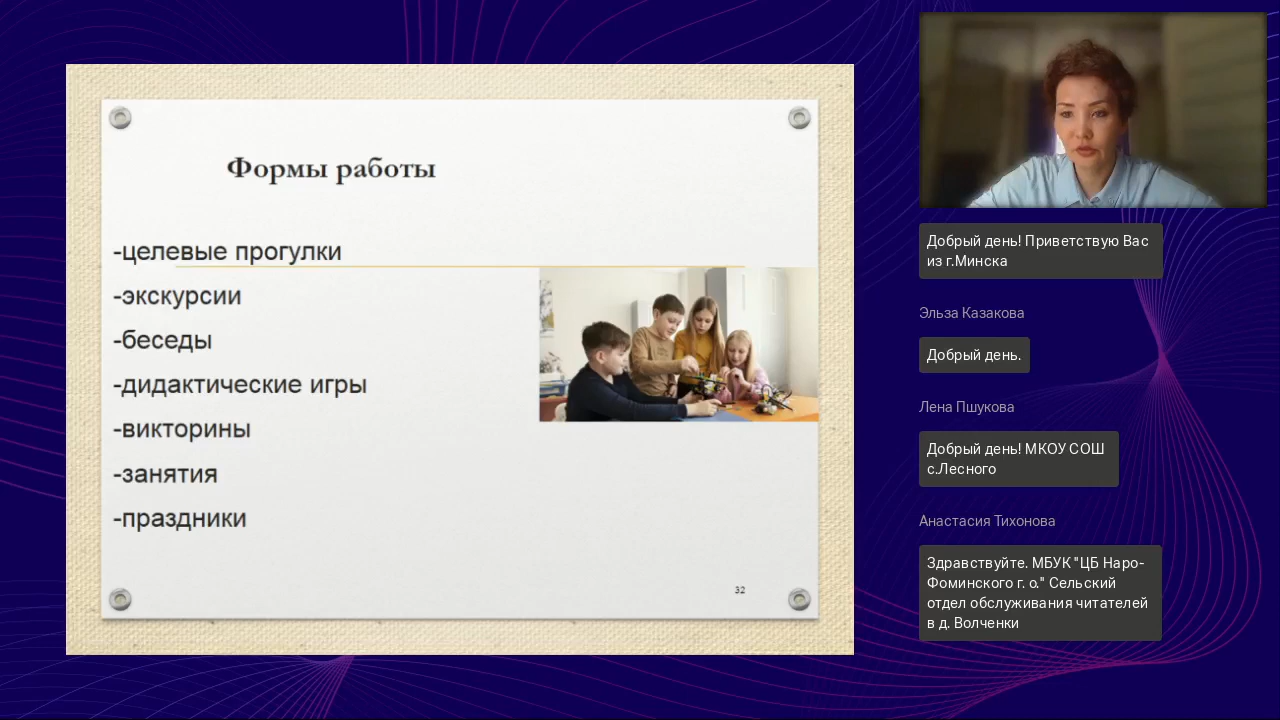 Формы работы
-целевые прогулки
-экскурсии
-беседы
-дидактические игры
-викторины
-занятия
-праздники
32
Добрый день! Приветствую Вас
из г.Минска
Эльза Казакова
Добрый день.
Лена Пшукова
Добрый день! МКОУ СОШ
с.Лесного
Анастасия Тихонова
Здравствуйте. МБУК "ЦБ Наро-
Фоминского г. о." Сельский
отдел обслуживания читателей
в д. Волченки